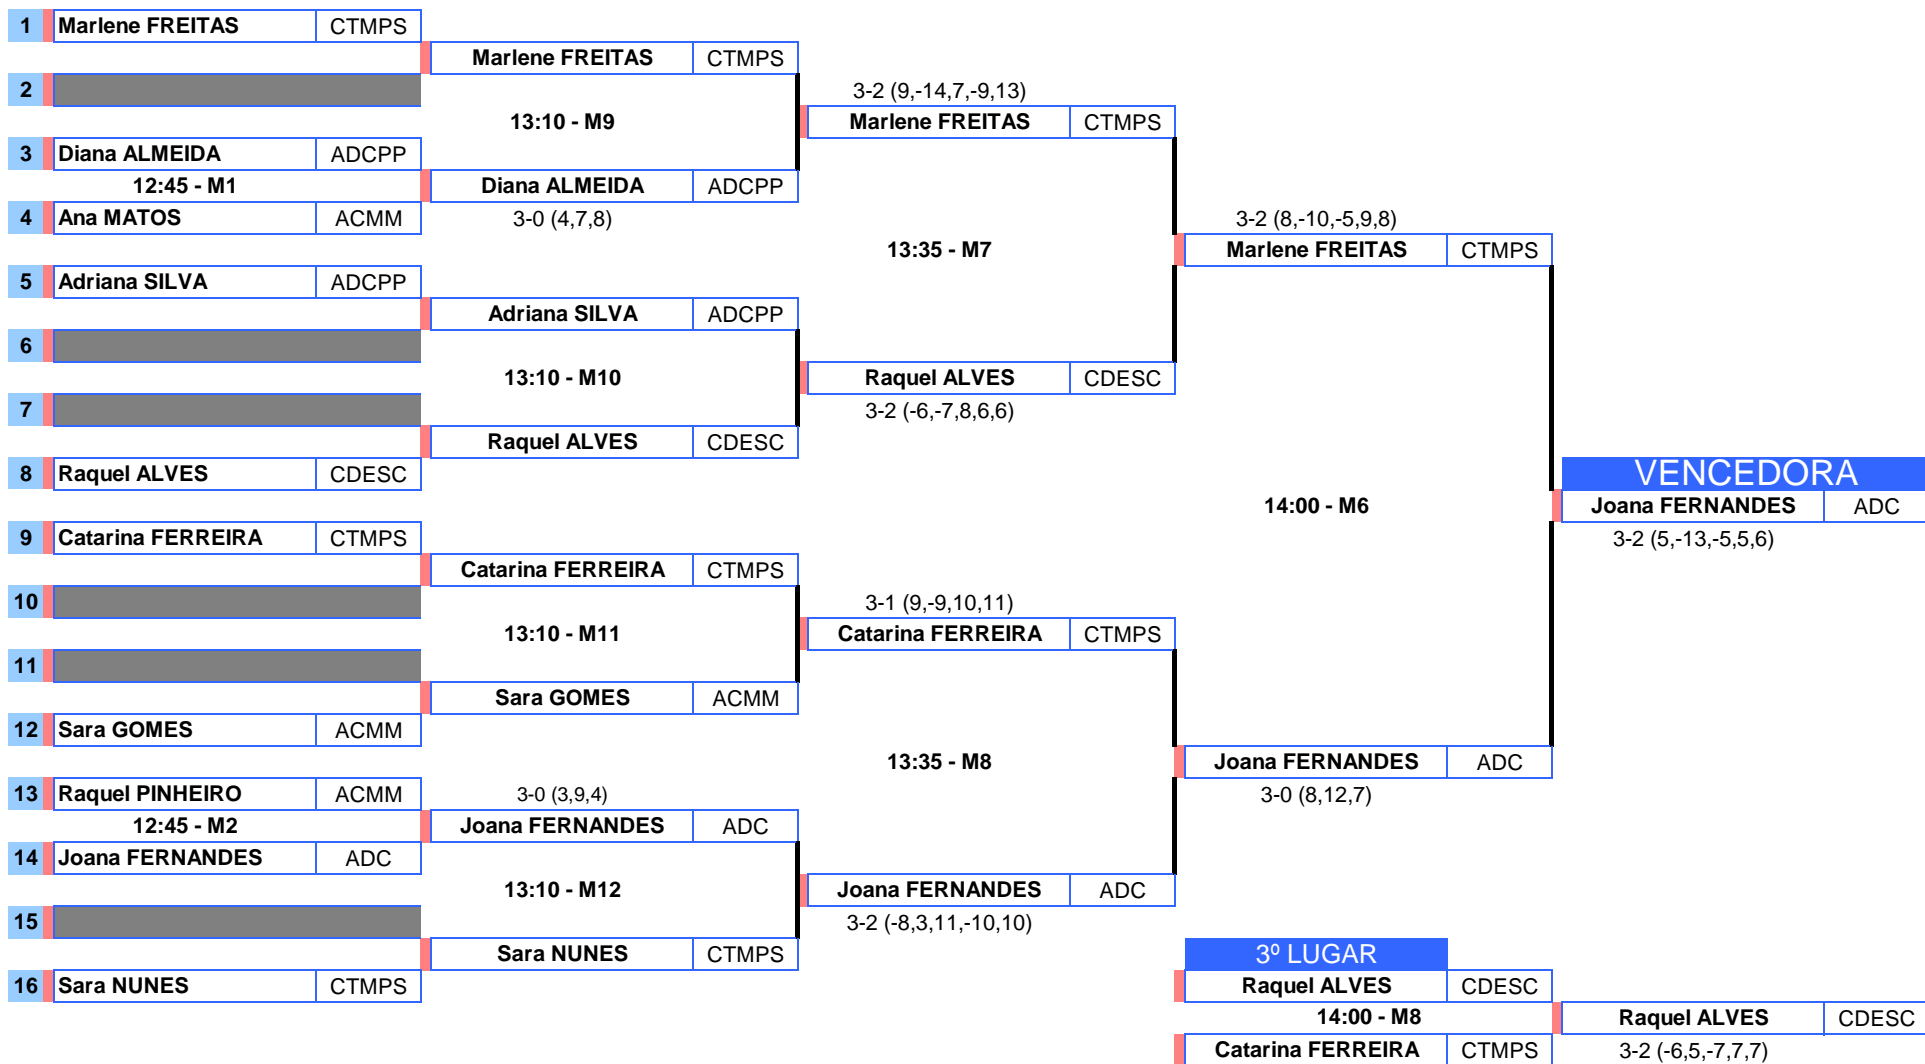 1 Marlene FREITAS CTMPS
Marlene FREITAS CTMPS
2
3-2 (9,-14,7,-9,13)
13:10 - M9
Marlene FREITAS CTMPS
3 Diana ALMEIDA ADCPP
12:45 - M1
Diana ALMEIDA ADCPP
4 Ana MATOS ACMM
3-0 (4,7,8)
3-2 (8,-10,-5,9,8)
13:35 - M7
Marlene FREITAS CTMPS
5 Adriana SILVA ADCPP
Adriana SILVA ADCPP
6
13:10 - M10
Raquel ALVES CDESC
7
3-2 (-6,-7,8,6,6)
Raquel ALVES CDESC
8 Raquel ALVES CDESC
VENCEDORA
14:00 - M6
Joana FERNANDES ADC
9 Catarina FERREIRA CTMPS
3-2 (5,-13,-5,5,6)
Catarina FERREIRA CTMPS
10
3-1 (9,-9,10,11)
13:10 - M11
Catarina FERREIRA CTMPS
11
Sara GOMES ACMM
12 Sara GOMES ACMM
13:35 - M8
Joana FERNANDES ADC
13 Raquel PINHEIRO ACMM
3-0 (3,9,4)
3-0 (8,12,7)
12:45 - M2
Joana FERNANDES ADC
14 Joana FERNANDES ADC
13:10 - M12
Joana FERNANDES ADC
15
3-2 (-8,3,11,-10,10)
Sara NUNES CTMPS
3º LUGAR
16 Sara NUNES CTMPS
Raquel ALVES CDESC
14:00 - M8
Raquel ALVES CDESC
Catarina FERREIRA CTMPS
3-2 (-6,5,-7,7,7)